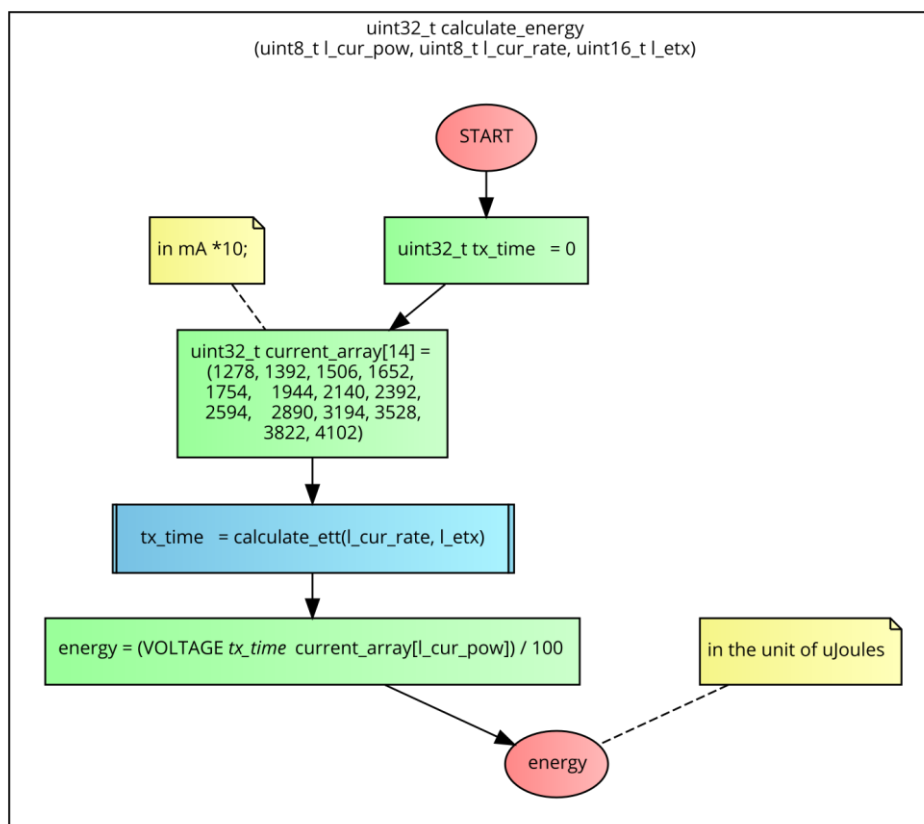 uint32_t calculate_energy
(uint8_t l_cur_pow, uint8_t l_cur_rate, uint16_t l_etx)
START
in mA *10;
uint32_t tx_time = 0
uint32_t current_array[14] =
(1278, 1392, 1506, 1652,
1754, 1944, 2140, 2392,
2594, 2890, 3194, 3528,
3822, 4102)
tx_time = calculate_ett(l_cur_rate, l_etx)
energy = (VOLTAGE tx_time current_array[l_cur_pow]) / 100
in the unit of uJoules
energy